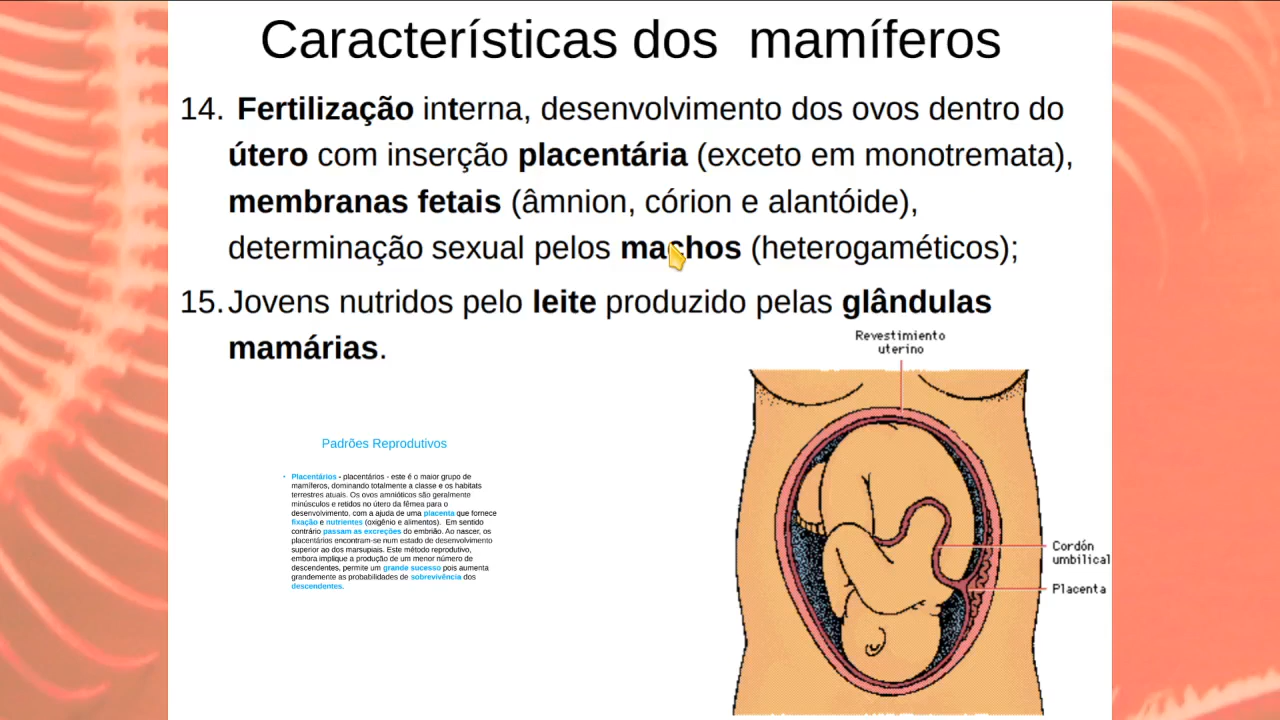 Características dos mamíferos
14. Fertilização interna, desenvolvimento dos ovos dentro do
útero com inserção placentária (exceto em monotremata),
membranas fetais (âmnion, córion e alantóide),
determinação sexual pelos machos (heterogaméticos);
15. Jovens nutridos pelo leite produzido pelas glândulas
mamárias.
Revestimiento
uterino
Padrões Reprodutivos
• Placentários - placentários - este é o maior grupo de
mamíferos, dominando totalmente a classe e os habitats
terrestres atuais. Os ovos amnióticos são geralmente
minúsculos e retidos no útero da fêmea para o
desenvolvimento. com a ajuda de uma placenta que fornece
fixação e nutrientes (oxigênio e alimentos). Em sentido
contrário passam as excreções do embrião. Ao nascer, os
placentários encontram-se num estado de desenvolvimento
superior ao dos marsupiais. Este método reprodutivo,
embora implique a produção de um menor número de
descendentes, permite um grande sucesso pois aumenta
grandemente as probabilidades de sobrevivência dos
descendentes.
Cordón
umbilical
Placenta